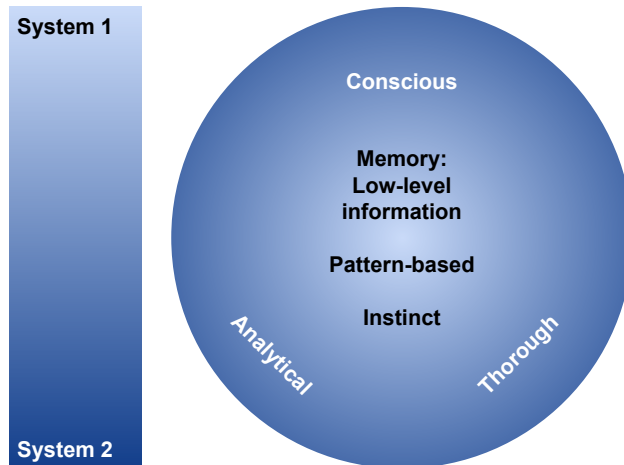 System 1
Conscious
Memory:
Low-level
information
Pattern-based
Instinct
Analytical
Thorough
System 2